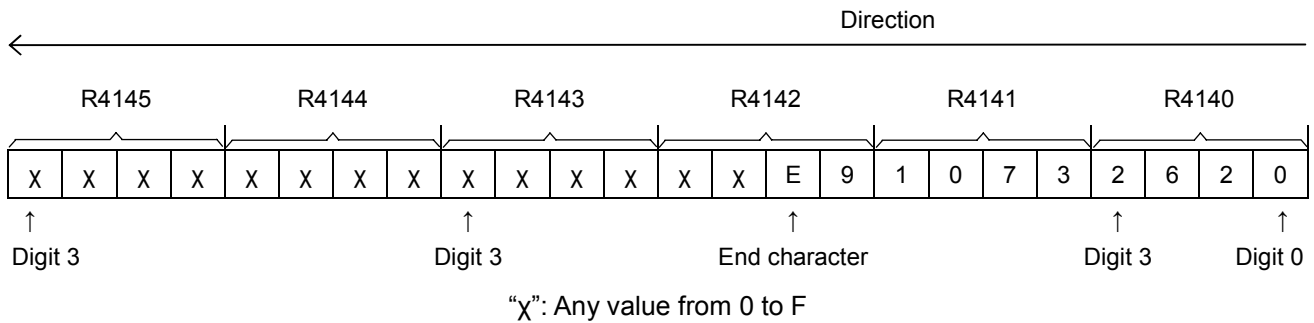 Direction
R4145 R4144 R4143 R4142 R4141 R4140
χ χ χ χ χ χ χ χ χ χ χ χ χ χ E 9 1 0 7 3 2 6 2 0
↑ ↑ ↑ ↑ ↑
Digit 3 Digit 3 End character Digit 3 Digit 0
“χ”: Any value from 0 to F